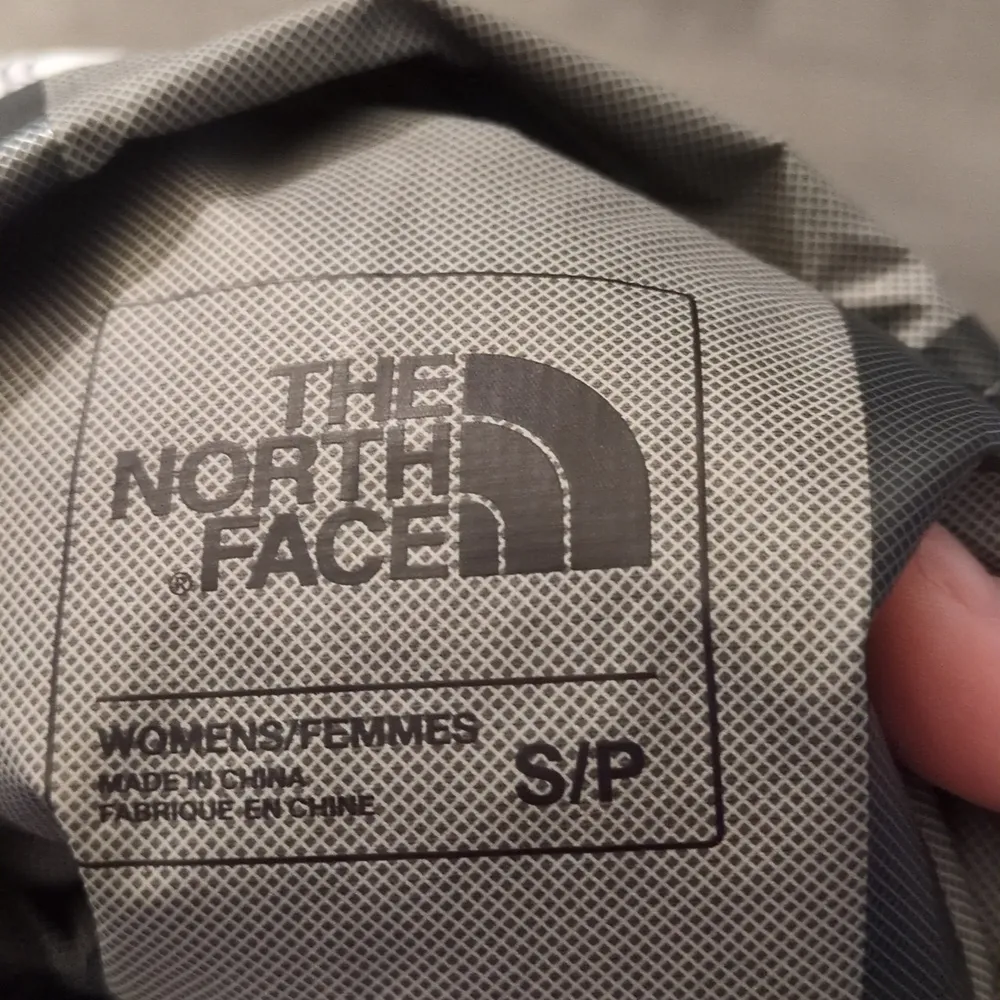 THE
NORTH
®FACE
WOMENS/FEMMES
MADE IN CHINA
FABRIQUE EN CHINE
S/P